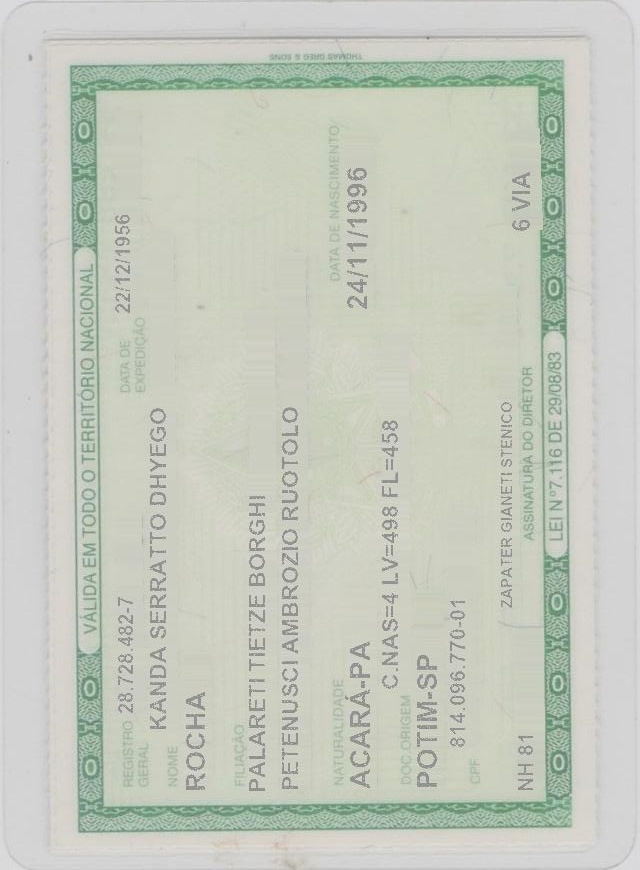 VÁLIDA EM TODO O TERRITÓRIO NACIONAL
REGISTRO GERAL 28.728.482-7 DATA DE EXPEDIÇÃO 22/12/1956
NOME KANDA SERRATTO DHYEGO
ROCHA
FILIAÇÃO
PALARETI TIETZE BORGHI
PETENUSCI AMBROZIO RUOTOLO
NATURALIDADE DATA DE NASCIMENTO
ACARÁ-PA 24/11/1996
DOC ORIGEM C.NAS=4 LV=498 FL=458
POTIM-SP
CPF 814.096.770-01
ZAPATER GIANETI STENICO
NH 81 6 VIA
ASSINATURA DO DIRETOR
LEI Nº 7.116 DE 29/08/83
THOMAS GREG & SONS